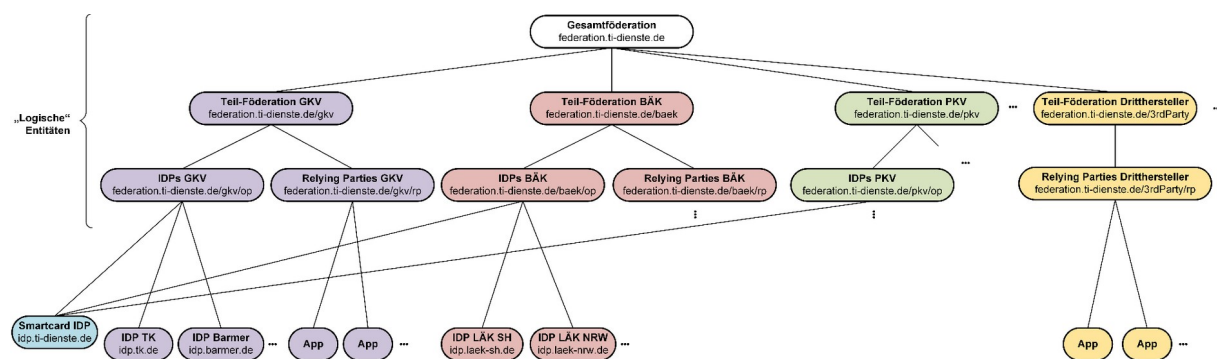 Gesamtföderation
federation.ti-dienste.de
Teil-Föderation GKV
federation.ti-dienste.de/gkv
Teil-Föderation BÄK
federation.ti-dienste.de/baek
Teil-Föderation PKV
federation.ti-dienste.de/pkv
...
Teil-Föderation Dritthersteller
federation.ti-dienste.de/3rdParty
...
„Logische“
Entitäten
IDPs GKV
federation.ti-dienste.de/gkv/op
Relying Parties GKV
federation.ti-dienste.de/gkv/rp
IDPs BÄK
federation.ti-dienste.de/baek/op
Relying Parties BÄK
federation.ti-dienste.de/baek/rp
IDPs PKV
federation.ti-dienste.de/pkv/op
...
Relying Parties Dritthersteller
federation.ti-dienste.de/3rdParty/rp
Smartcard IDP
idp.ti-dienste.de
IDP TK
idp.tk.de
IDP Barmer
idp.barmer.de
...
App
App
...
IDP LÄK SH
idp.laek-sh.de
IDP LÄK NRW
idp.laek-nrw.de
...
App
App
...